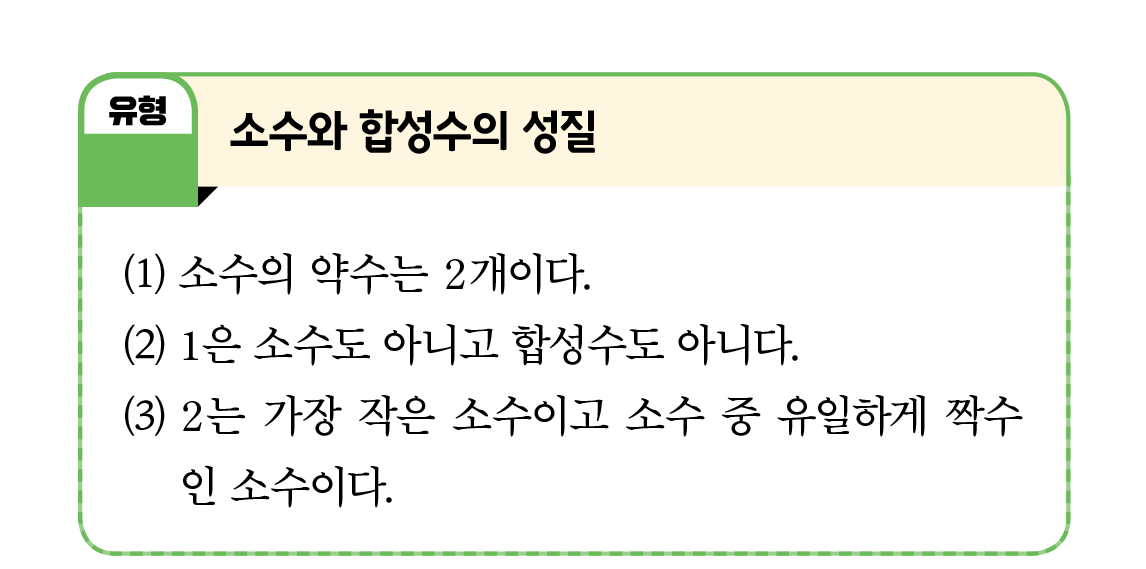 유형
소수와 합성수의 성질
(1) 소수의 약수는 2개이다.
(2) 1은 소수도 아니고 합성수도 아니다.
(3) 2는 가장 작은 소수이고 소수 중 유일하게 짝수
인 소수이다.